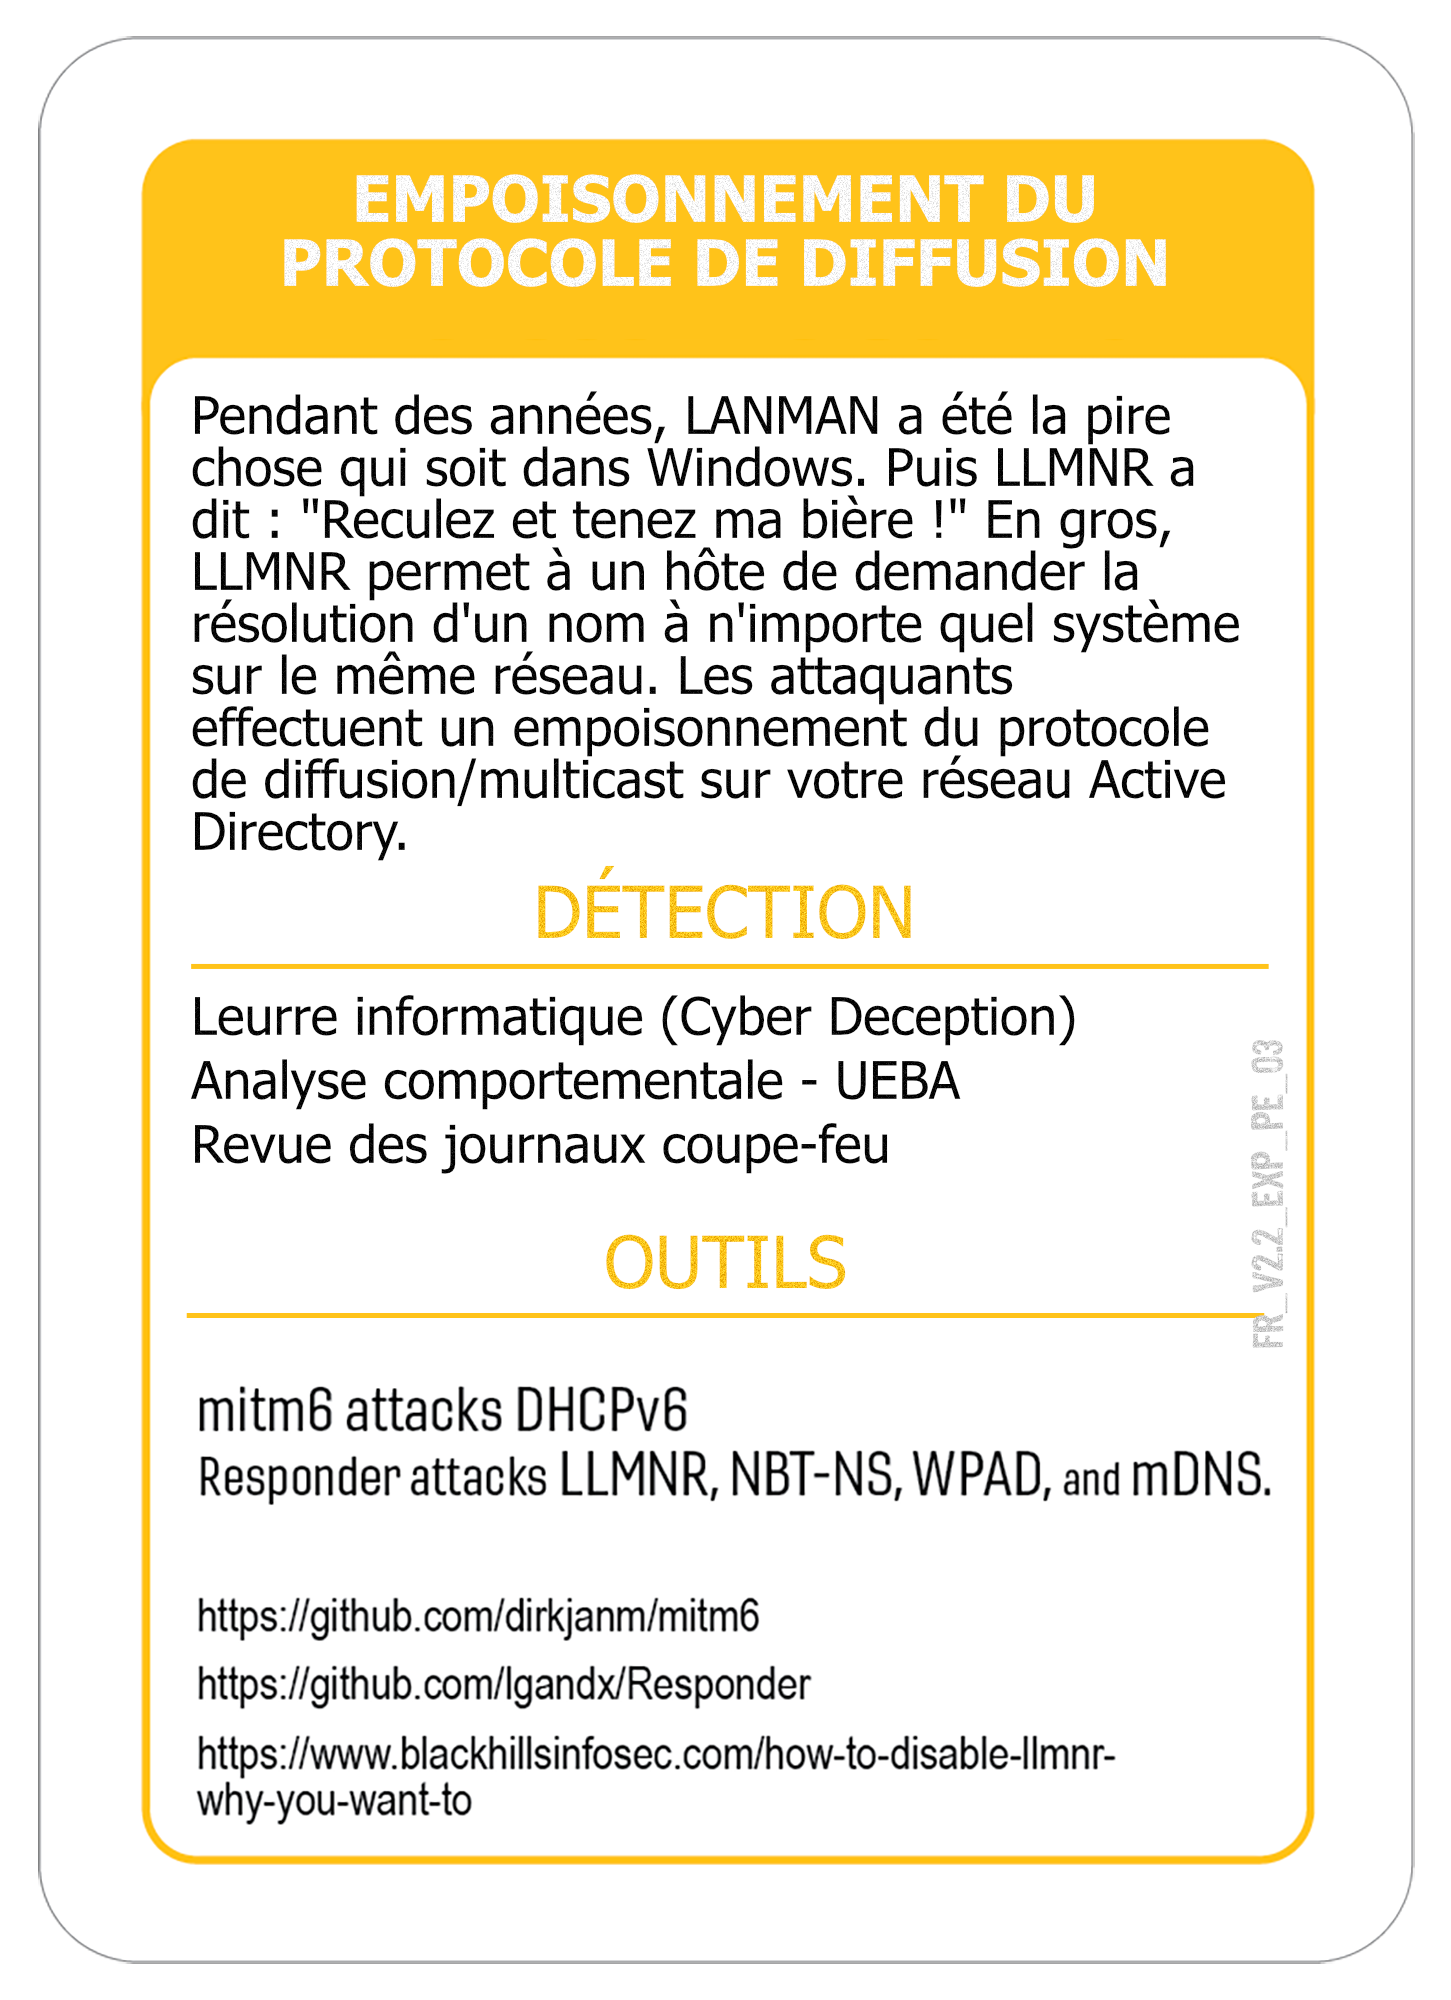 EMPOISONNEMENT DU
PROTOCOLE DE DIFFUSION
Pendant des années, LANMAN a été la pire
chose qui soit dans Windows. Puis LLMNR a
dit : "Reculez et tenez ma bière !" En gros,
LLMNR permet à un hôte de demander la
résolution d'un nom à n'importe quel système
sur le même réseau. Les attaquants
effectuent un empoisonnement du protocole
de diffusion/multicast sur votre réseau Active
Directory.
DÉTECTION
Leurre informatique (Cyber Deception)
Analyse comportementale - UEBA
Revue des journaux coupe-feu
FR_V2.2_EXP_PE_03
OUTILS
mitm6 attacks DHCPv6
Responder attacks LLMNR, NBT-NS, WPAD, and mDNS.
https://github.com/dirkjanm/mitm6
https://github.com/lgandx/Responder
https://www.blackhillsinfosec.com/how-to-disable-llmnr-
why-you-want-to